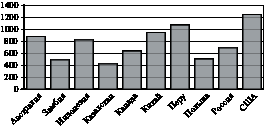 1400
1200
1000
800
600
400
200
0
Австралия
Замбия
Индонезия
Казахстан
Канада
Китай
Перу
Польша
Россия
США